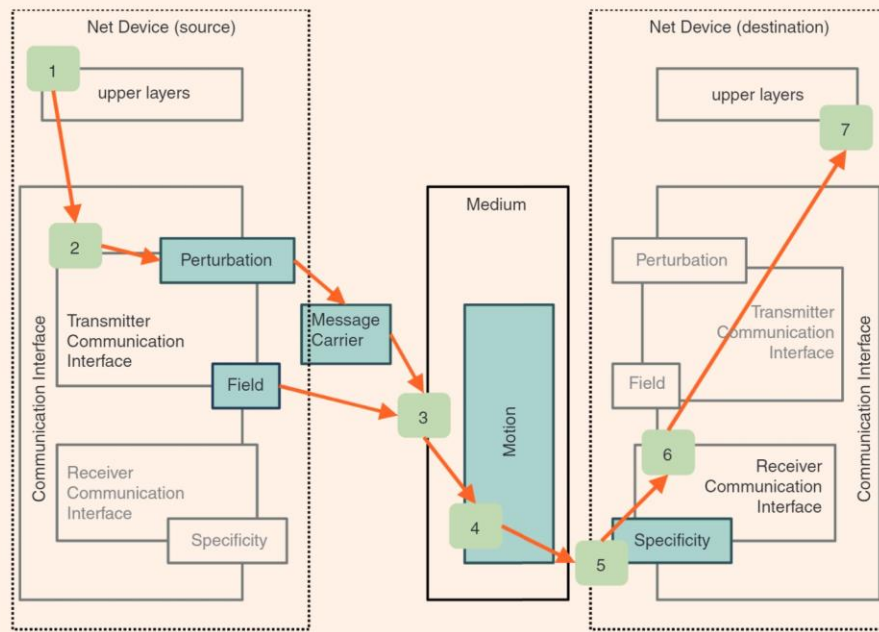 Net Device (source)
1
upper layers
2
Perturbation
Transmitter
Communication
Interface
Message
Carrier
Field
Communication Interface
Receiver
Communication
Interface
Specificity
Medium
3
Motion
4
Net Device (destination)
upper layers
7
Perturbation
Transmitter
Communication
Interface
Field
6
Receiver
Communication
Interface
Communication Interface
Specificity
5